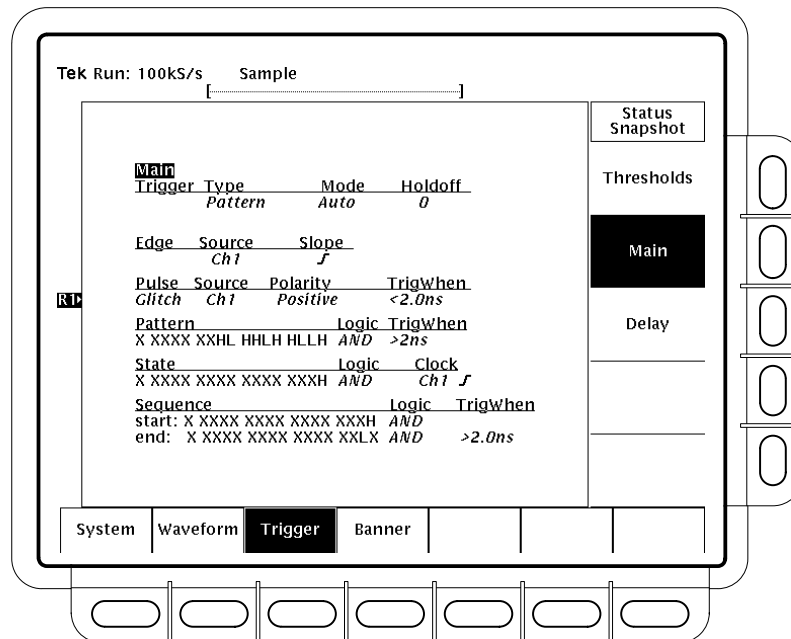 Tek Run: 100kS/s Sample
[ ]
Status
Snapshot
Main
Trigger Type Mode Holdoff
Pattern Auto 0
Thresholds
Edge Source Slope
Ch1 ƒ
Main
Pulse Source Polarity TrigWhen
Glitch Ch1 Positive <2.0ns
R1
Pattern Logic TrigWhen
X XXXX XXHL HHLH HLLH AND >2ns
Delay
State Logic Clock
X XXXX XXXX XXXX XXXH AND Ch1 ƒ
Sequence Logic TrigWhen
start: X XXXX XXXX XXXX XXXH AND
end: X XXXX XXXX XXXX XXLX AND >2.0ns
System Waveform Trigger Banner